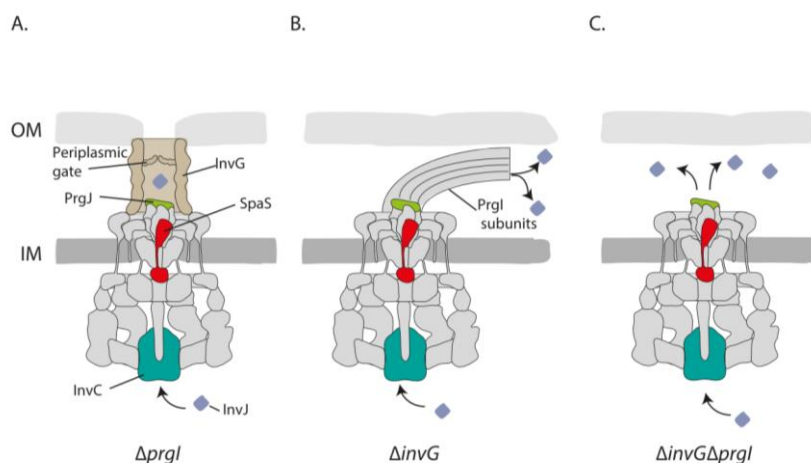 A.
B.
C.
OM
Periplasmic
gate
InvG
PrgJ
SpaS
PrgI
subunits
IM
InvC
InvJ
ΔprgI
ΔinvG
ΔinvGΔprgI